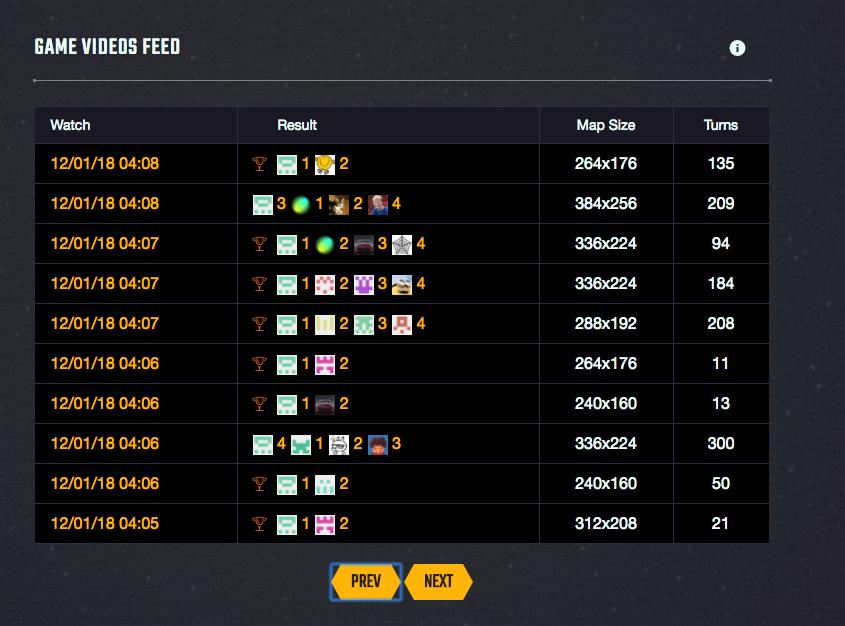 GAME VIDEOS FEED
Watch Result Map Size Turns
12/01/18 04:08 1 2 264x176 135
12/01/18 04:08 3 1 2 4 384x256 209
12/01/18 04:07 1 2 3 4 336x224 94
12/01/18 04:07 1 2 3 4 336x224 184
12/01/18 04:07 1 2 3 4 288x192 208
12/01/18 04:06 1 2 264x176 11
12/01/18 04:06 1 2 240x160 13
12/01/18 04:06 4 1 2 3 336x224 300
12/01/18 04:06 1 2 240x160 50
12/01/18 04:05 1 2 312x208 21
PREV NEXT